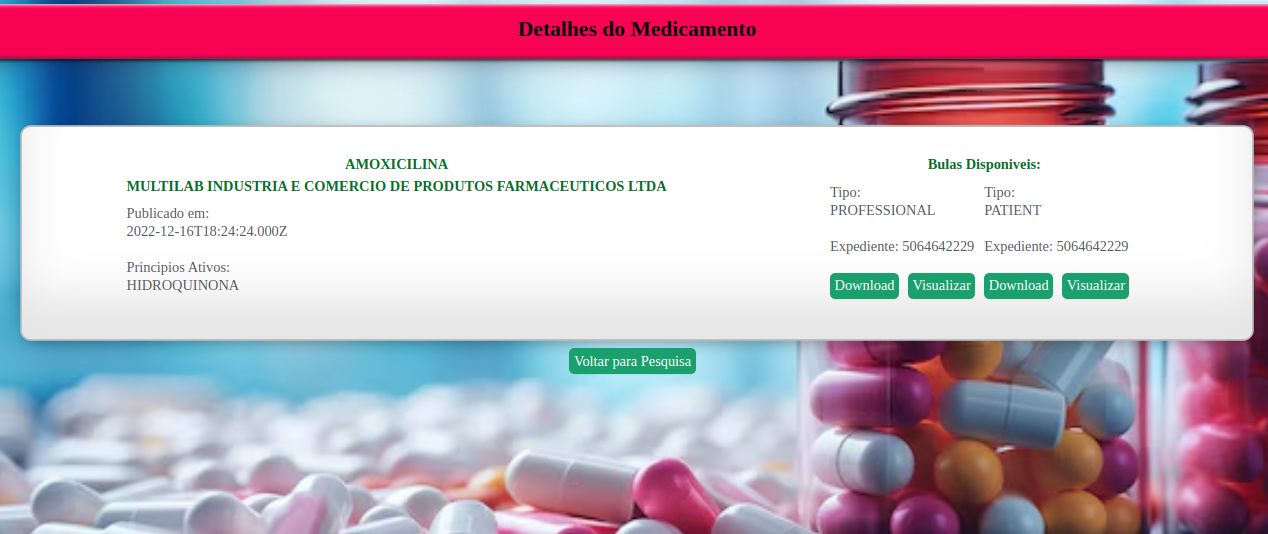 Detalhes do Medicamento
AMOXICILINA
MULTILAB INDUSTRIA E COMERCIO DE PRODUTOS FARMACEUTICOS LTDA
Publicado em:
2022-12-16T18:24:24.000Z
Principios Ativos:
HIDROQUINONA
Bulas Disponiveis:
Tipo:
PROFESSIONAL
Expediente: 5064642229
Download Visualizar
Tipo:
PATIENT
Expediente: 5064642229
Download Visualizar
Voltar para Pesquisa